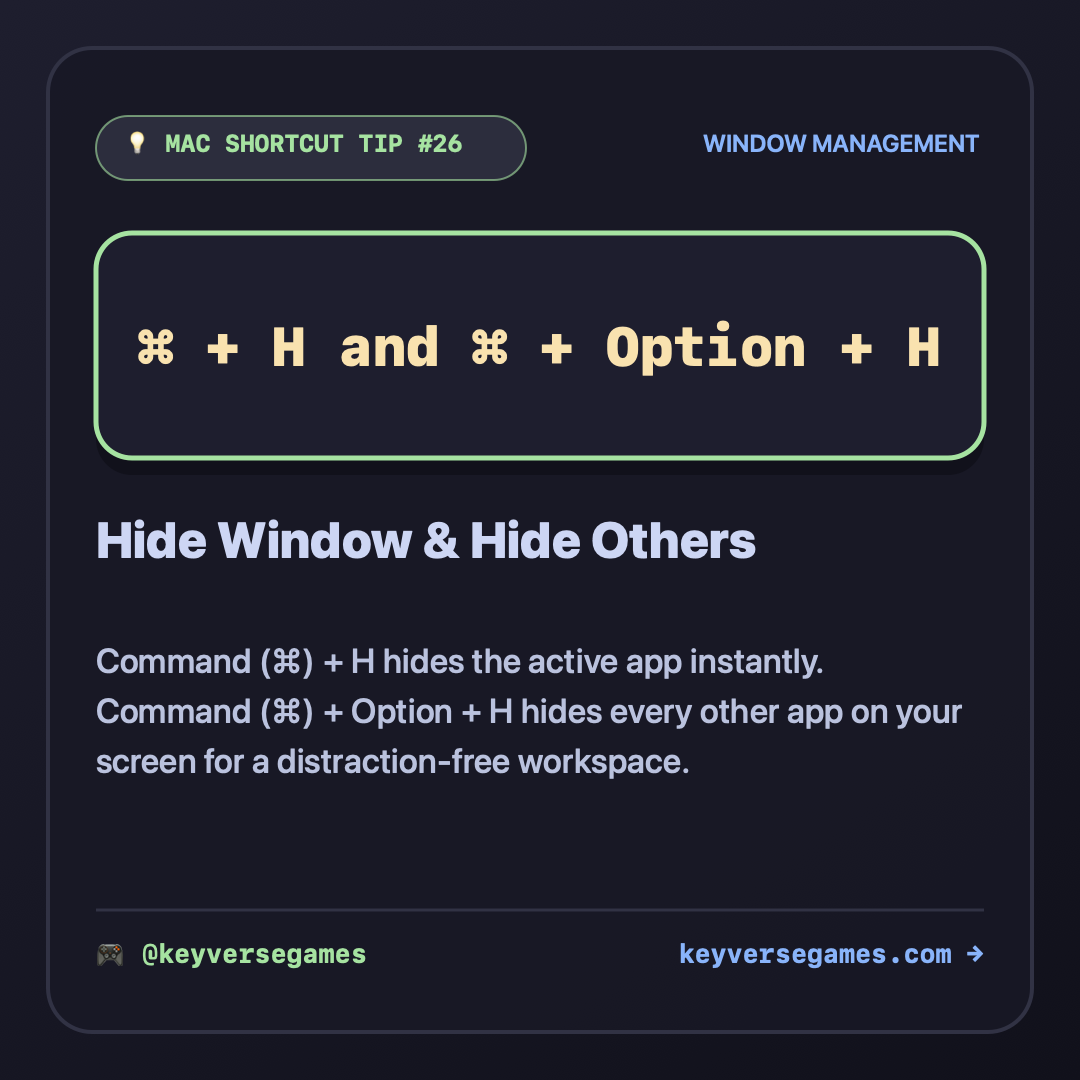 💡 MAC SHORTCUT TIP #26
WINDOW MANAGEMENT
⌘ + H and ⌘ + Option + H
Hide Window & Hide Others
Command (⌘) + H hides the active app instantly.
Command (⌘) + Option + H hides every other app on your
screen for a distraction-free workspace.
🎮 @keyversegames
keyversegames.com →